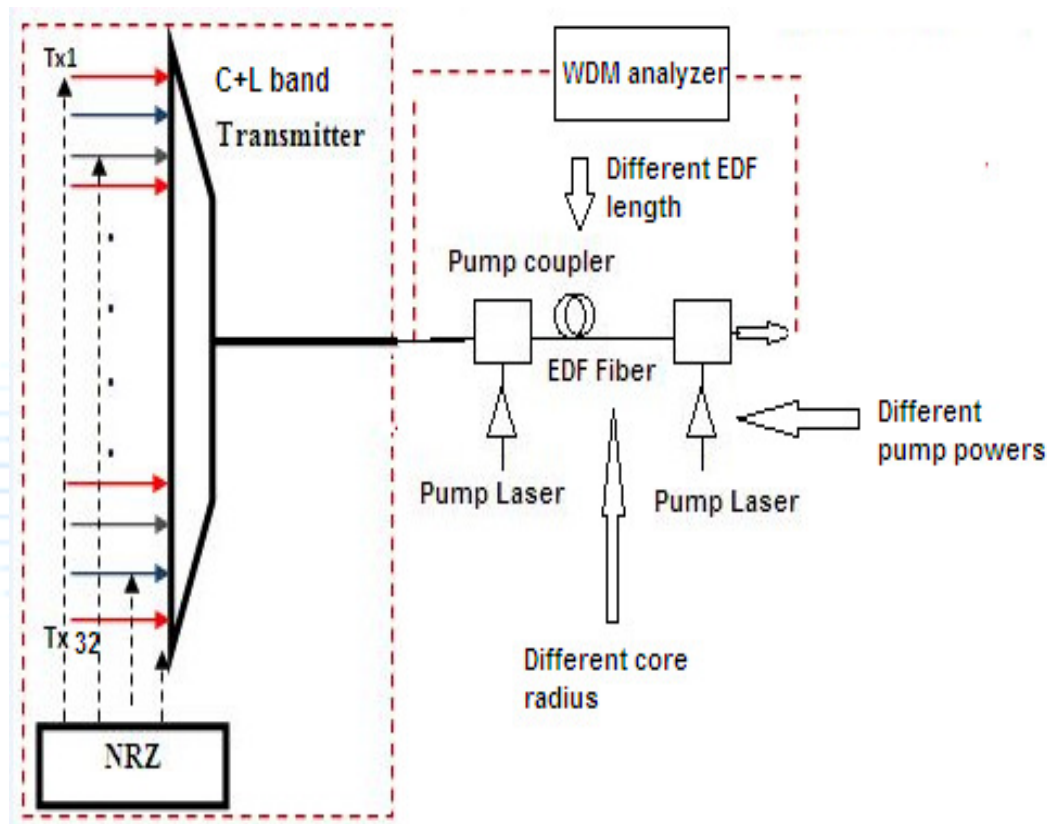 Tx1
C+L band
Transmitter
Tx 32
NRZ
WDM analyzer
Different EDF
length
Pump coupler
EDF Fiber
Different
pump powers
Pump Laser
Pump Laser
Different core
radius